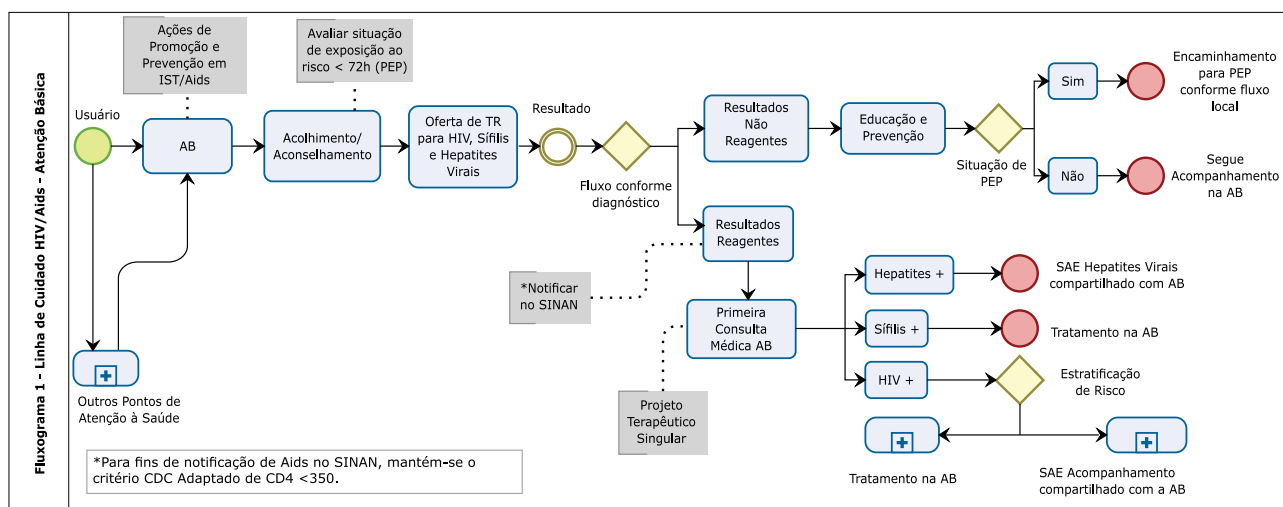 Fluxograma 1 - Linha de Cuidado HIV/Aids - Atenção Básica
Usuário
Ações de
Promoção e
Prevenção em
IST/Aids
AB
Avaliar situação
de exposição ao
risco < 72h (PEP)
Acolhimento/
Aconselhamento
Oferta de TR
para HIV, Sífilis
e Hepatites
Virais
Resultado
Fluxo conforme
diagnóstico
Resultados
Não
Reagentes
Educação e
Prevenção
Situação de
PEP
Sim
Encaminhamento
para PEP
conforme fluxo
local
Não
Segue
Acompanhamento
na AB
Resultados
Reagentes
*Notificar
no SINAN
Primeira
Consulta
Médica AB
Projeto
Terapêutico
Singular
Hepatites +
SAE Hepatites Virais
compartilhado com AB
Sífilis +
Tratamento na AB
HIV +
Estratificação
de Risco
Tratamento na AB
SAE Acompanhamento
compartilhado com a AB
Outros Pontos de
Atenção à Saúde
*Para fins de notificação de Aids no SINAN, mantém-se o
critério CDC Adaptado de CD4 <350.